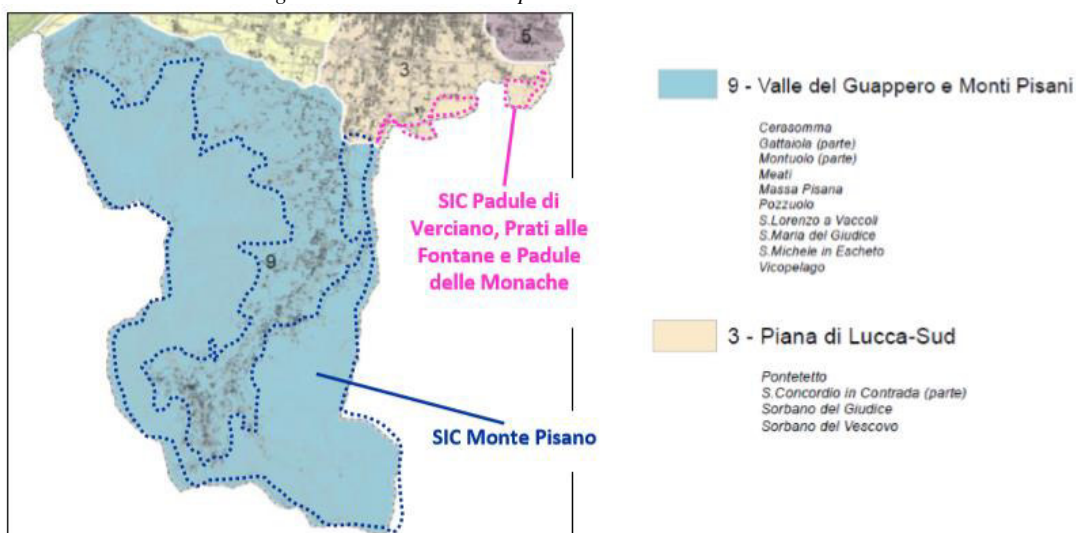 3
5
9
SIC Padule di
Verciano, Prati alle
Fontane e Padule
delle Monache
SIC Monte Pisano
9 - Valle del Guappero e Monti Pisani
Cerasomma
Gattaiola (parte)
Montuolo (parte)
Meati
Massa Pisana
Pozzuolo
S.Lorenzo a Vaccoli
S.Maria del Giudice
S.Michele in Escheto
Vicopelago
3 - Piana di Lucca-Sud
Pontetetto
S.Concordio in Contrada (parte)
Sorbano del Giudice
Sorbano del Vescovo